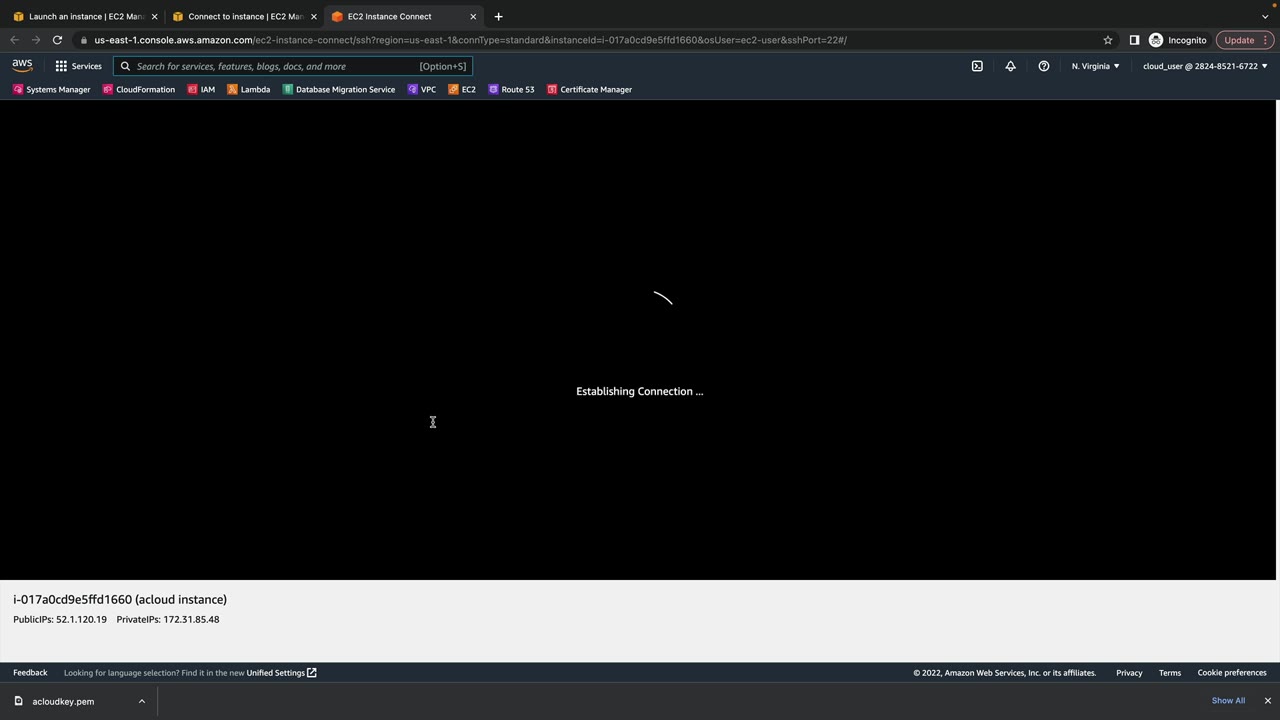 Launch an instance | EC2 Man
Connect to instance | EC2 Man
EC2 Instance Connect
us-east-1.console.aws.amazon.com/ec2-instance-connect/ssh?region=us-east-1&connType=standard&instanceId=i-017a0cd9e5ffd1660&osUser=ec2-user&sshPort=22#/
Incognito
Update
aws
Services
Search for services, features, blogs, docs, and more
[Option+S]
N. Virginia
cloud_user @ 2824-8521-6722
Systems Manager
CloudFormation
IAM
Lambda
Database Migration Service
VPC
EC2
Route 53
Certificate Manager
Establishing Connection ...
i-017a0cd9e5ffd1660 (acloud instance)
PublicIPs: 52.1.120.19 PrivateIPs: 172.31.85.48
Feedback
Looking for language selection? Find it in the new Unified Settings
© 2022, Amazon Web Services, Inc. or its affiliates.
Privacy
Terms
Cookie preferences
acloudkey.pem
Show All